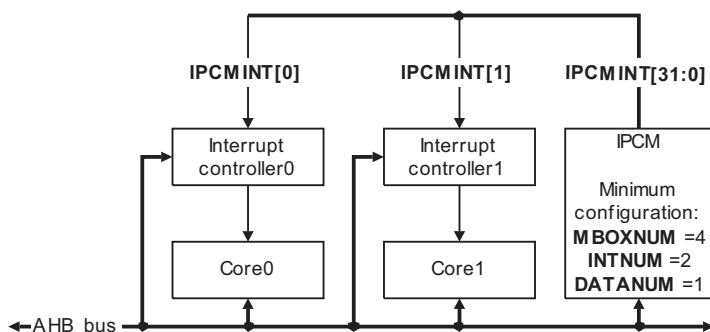 IPCMINT[0]
IPCMINT[1]
IPCMINT[31:0]
Interrupt
controller0
Interrupt
controller1
IPCM
Minimum
configuration:
MBOXNUM =4
INTNUM =2
DATANUM =1
Core0
Core1
AHB bus